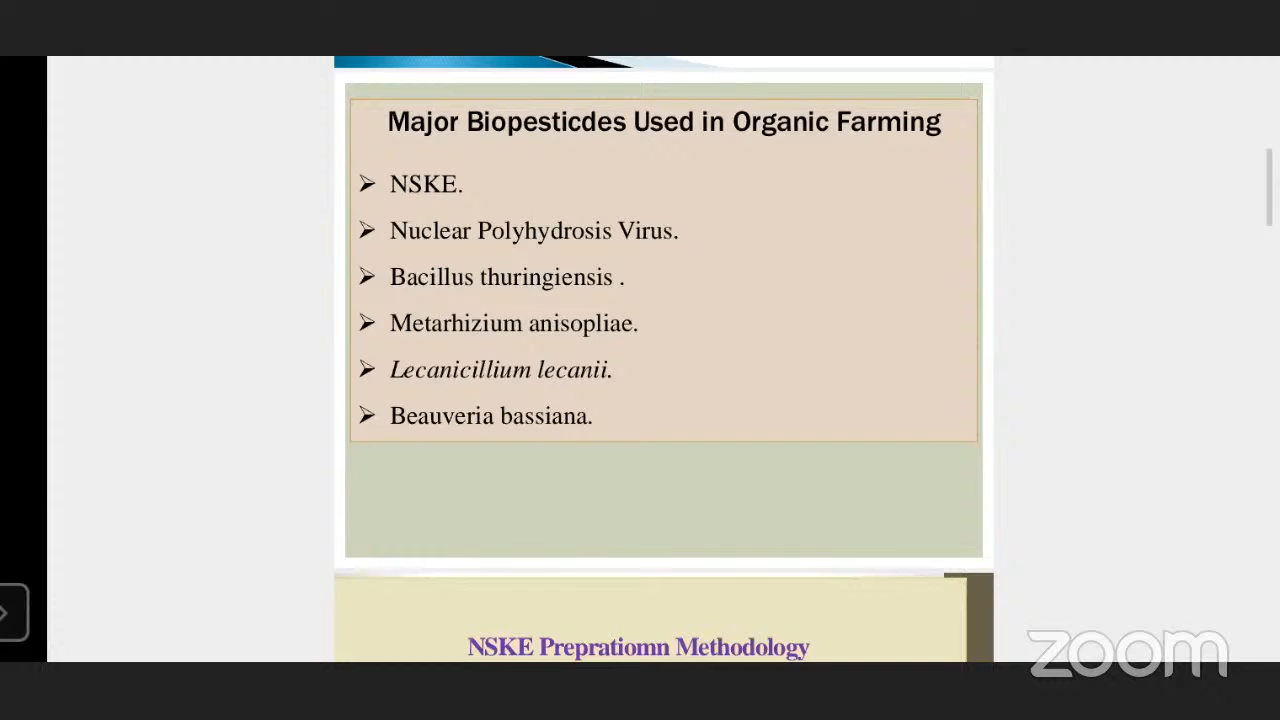 Major Biopesticdes Used in Organic Farming
NSKE.
Nuclear Polyhydrosis Virus.
Bacillus thuringiensis .
Metarhizium anisopliae.
Lecanicillium lecanii.
Beauveria bassiana.
NSKE Prepratiomn Methodology
zoom